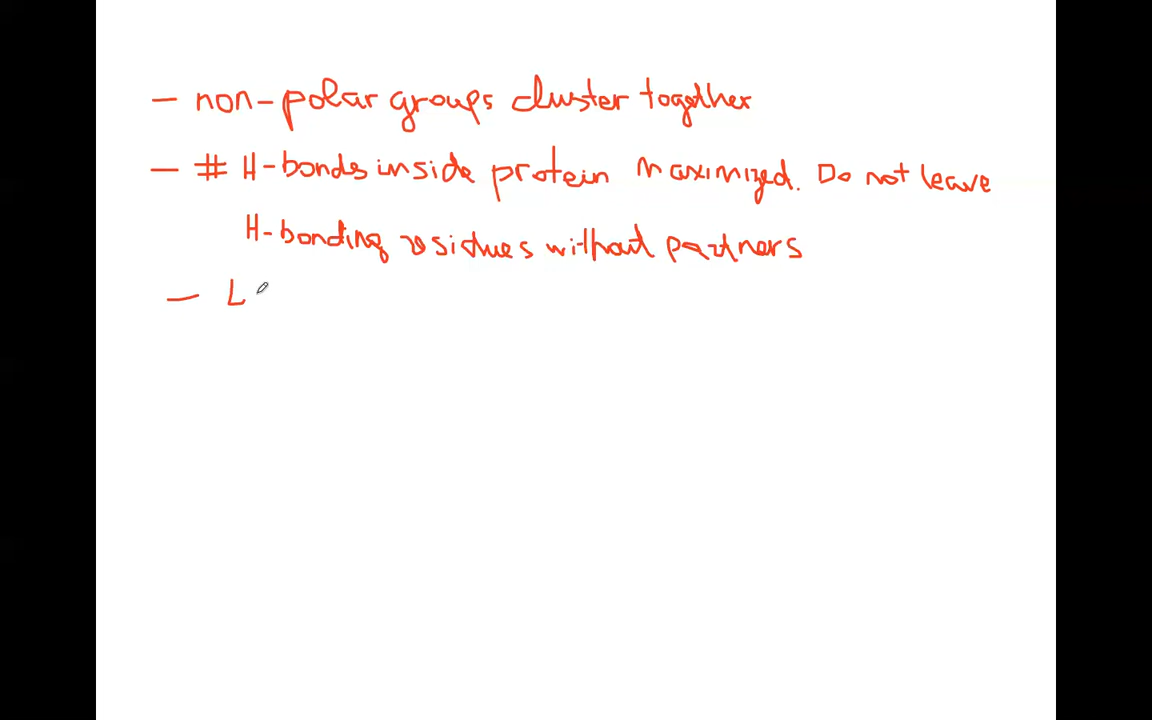 - non-polar groups cluster together
- # H-bonds inside protein maximized. Do not leave
H-bonding residues without partners
- L